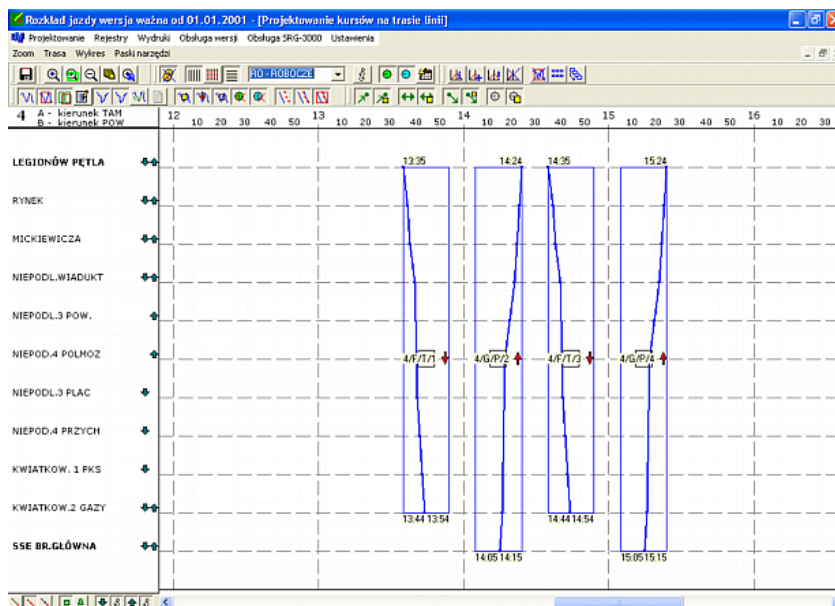 Rozkład jazdy wersja ważna od 01.01.2001 - [Projektowanie kursów na trasie linii]
Projektowanie Rejestry Wydruki Obsługa wersji Obsługa SRG-3000 Ustawienia
Zoom Trasa Wykres Paski narzędzi
RO - ROBOCZE
4 A - kierunek TAM
B - kierunek POW
12 10 20 30 40 50 13 10 20 30 40 50 14 10 20 30 40 50 15 10 20 30 40 50 16 10 20 30
LEGIONÓW PĘTLA 13:35 14:24 14:35 15:24
RYNEK
MICKIEWICZA
NIEPODL.WIADUKT
NIEPODL.3 POW.
NIEPOD.4 POLMOZ 4/F/T/1 4/G/P/2 4/F/T/3 4/G/P/4
NIEPODL.3 PLAC
NIEPOD.4 PRZYCH
KWIATKOW. 1 PKS
KWIATKOW.2 GAZY 13:44 13:54 14:44 14:54
SSE BR.GŁÓWNA 14:05 14:15 15:05 15:15